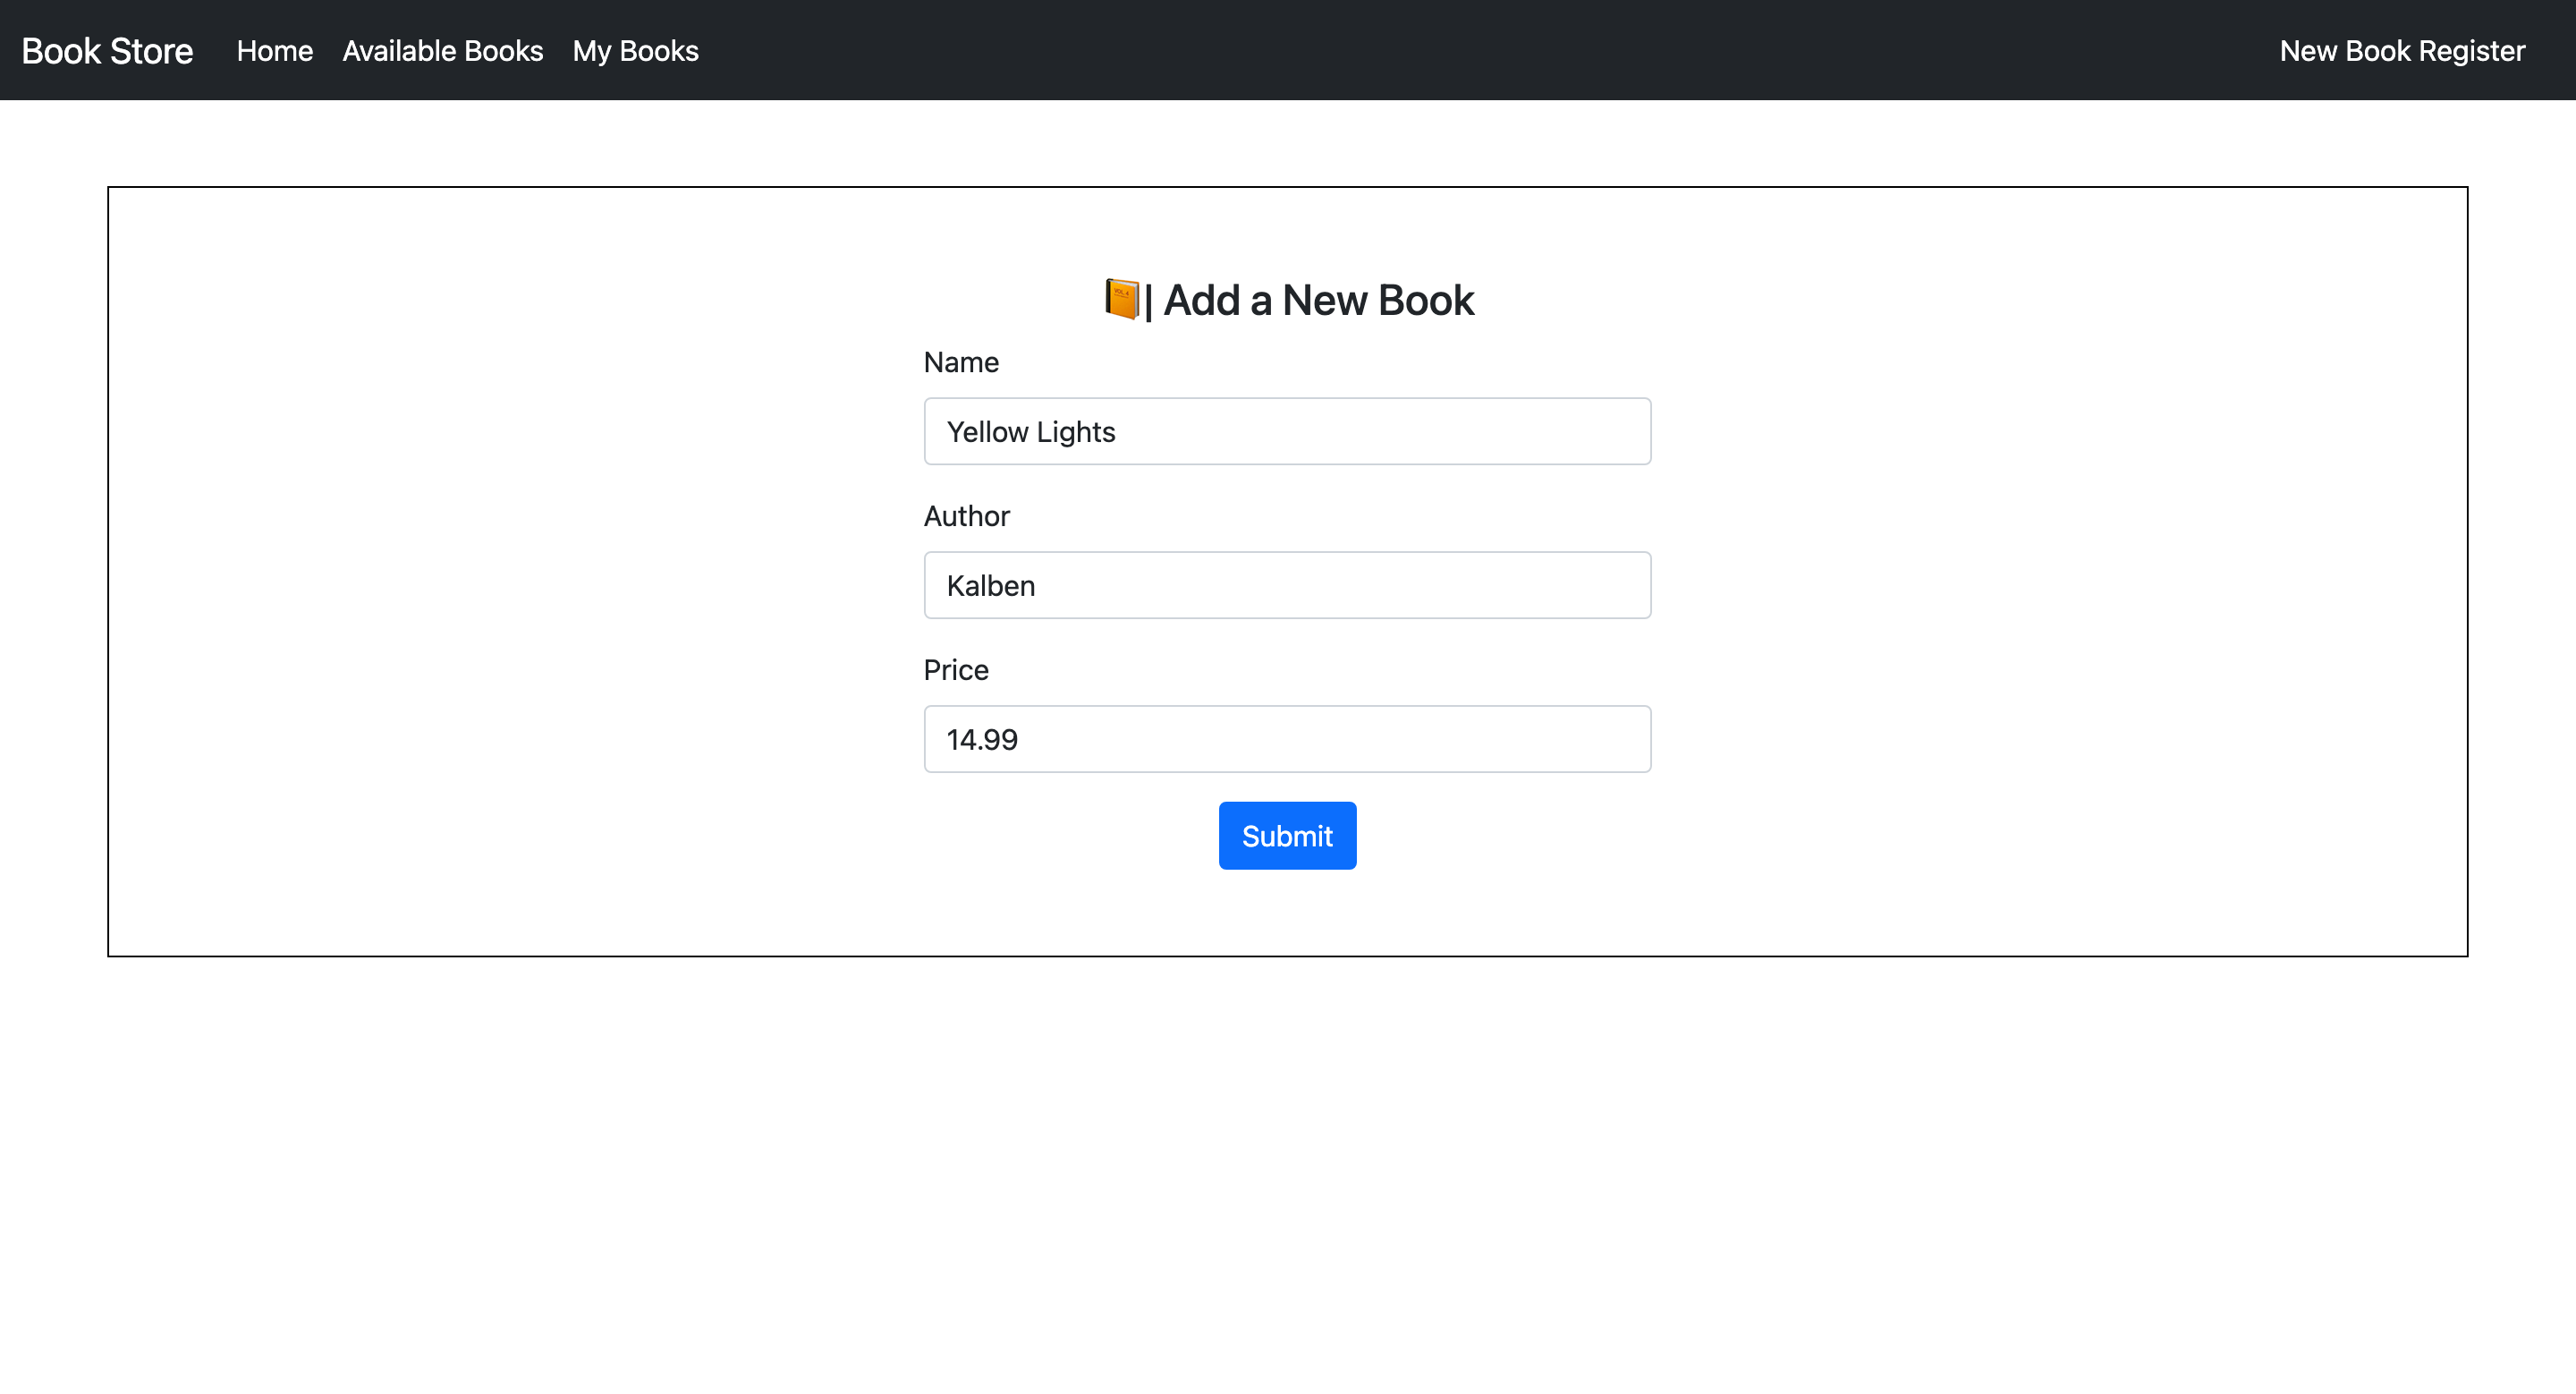 Book Store Home Available Books My Books New Book Register
📙| Add a New Book
Name
Yellow Lights
Author
Kalben
Price
14.99
Submit